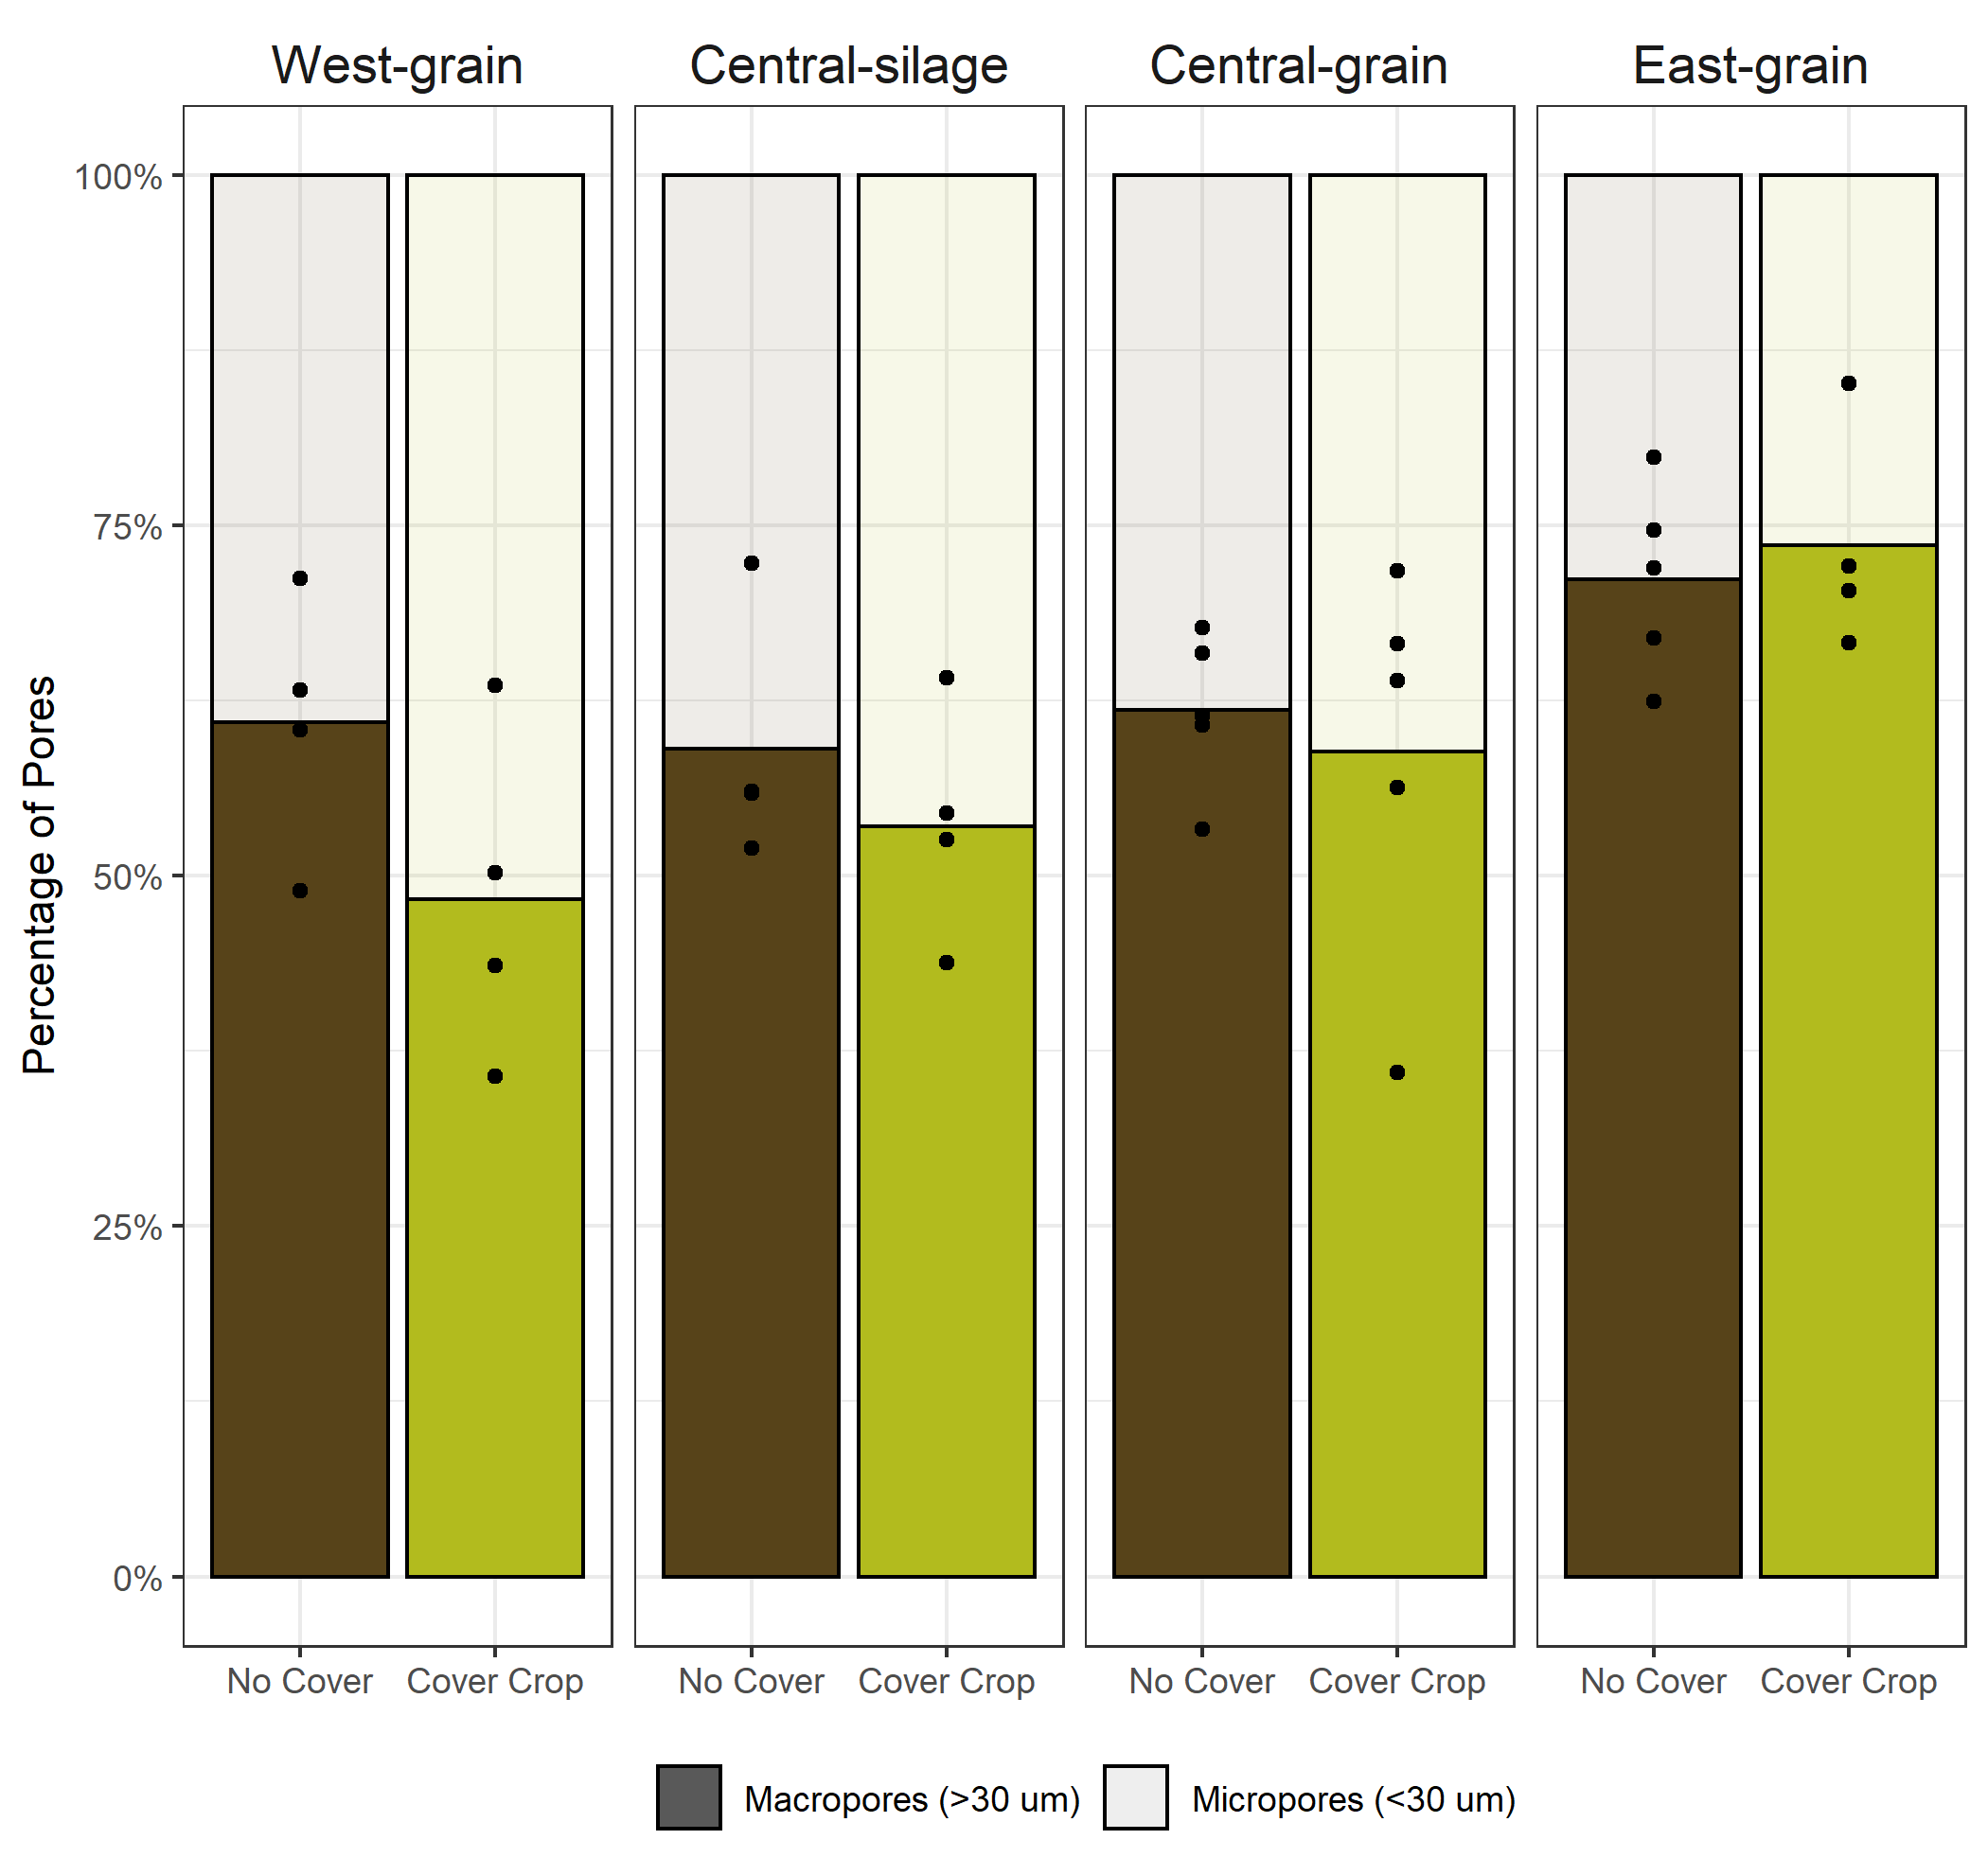 West-grain Central-silage Central-grain East-grain
100%
75%
50%
25%
0%
Percentage of Pores
No Cover Cover Crop No Cover Cover Crop No Cover Cover Crop No Cover Cover Crop
Macropores (>30 um) Micropores (<30 um)